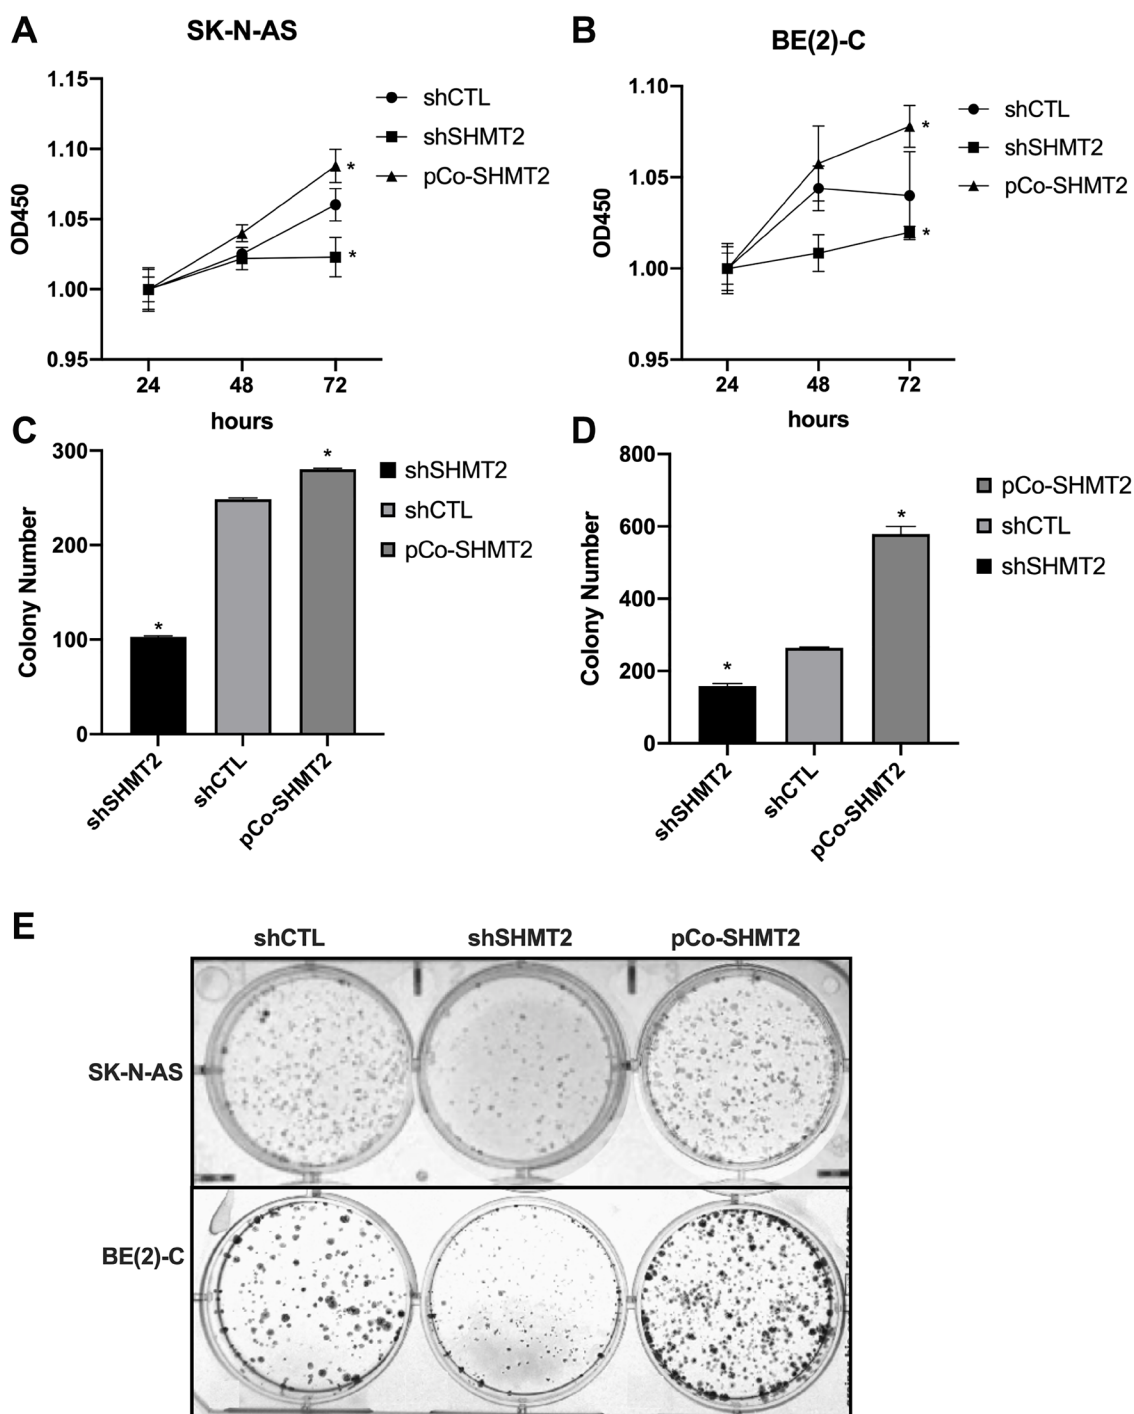 A
SK-N-AS
1.15
1.10
1.05
1.00
0.95
OD450
24 48 72
hours
shCTL
shSHMT2
pCo-SHMT2
*
*
B
BE(2)-C
1.10
1.05
1.00
0.95
OD450
24 48 72
hours
shCTL
shSHMT2
pCo-SHMT2
*
*
C
300
200
100
0
Colony Number
*
*
shSHMT2
shCTL
pCo-SHMT2
shSHMT2
shCTL
pCo-SHMT2
D
800
600
400
200
0
Colony Number
*
*
shSHMT2
shCTL
pCo-SHMT2
pCo-SHMT2
shCTL
shSHMT2
E
shCTL shSHMT2 pCo-SHMT2
SK-N-AS
BE(2)-C